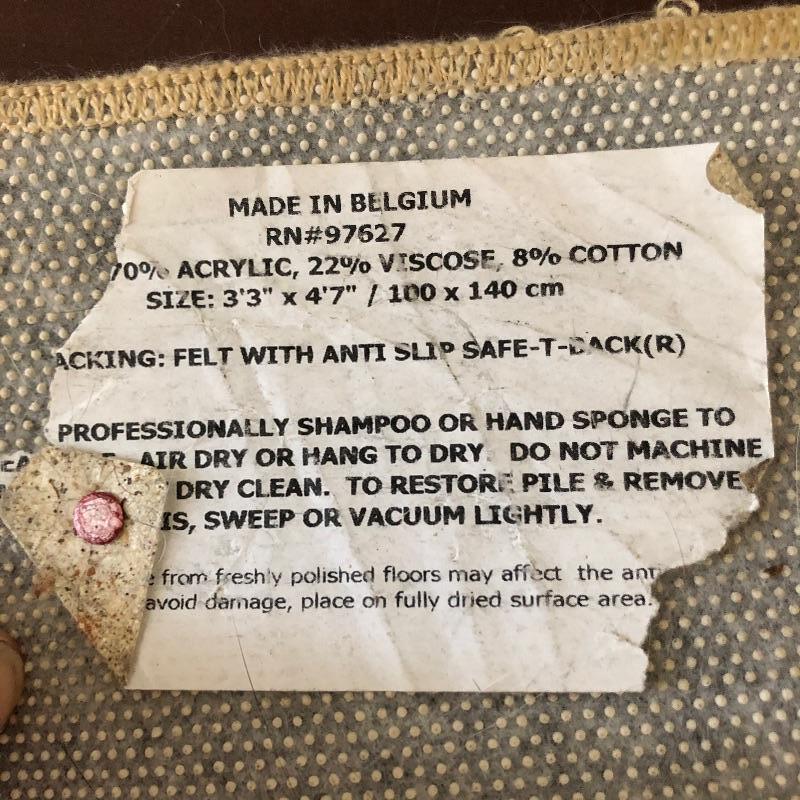 MADE IN BELGIUM
RN#97627
70% ACRYLIC, 22% VISCOSE, 8% COTTON
SIZE: 3'3" x 4'7" / 100 x 140 cm
ACKING: FELT WITH ANTI SLIP SAFE-T-BACK(R)
PROFESSIONALLY SHAMPOO OR HAND SPONGE TO
AIR DRY OR HANG TO DRY. DO NOT MACHINE
DRY CLEAN. TO RESTORE PILE & REMOVE
IS, SWEEP OR VACUUM LIGHTLY.
from freshly polished floors may affect the anti
avoid damage, place on fully dried surface area.